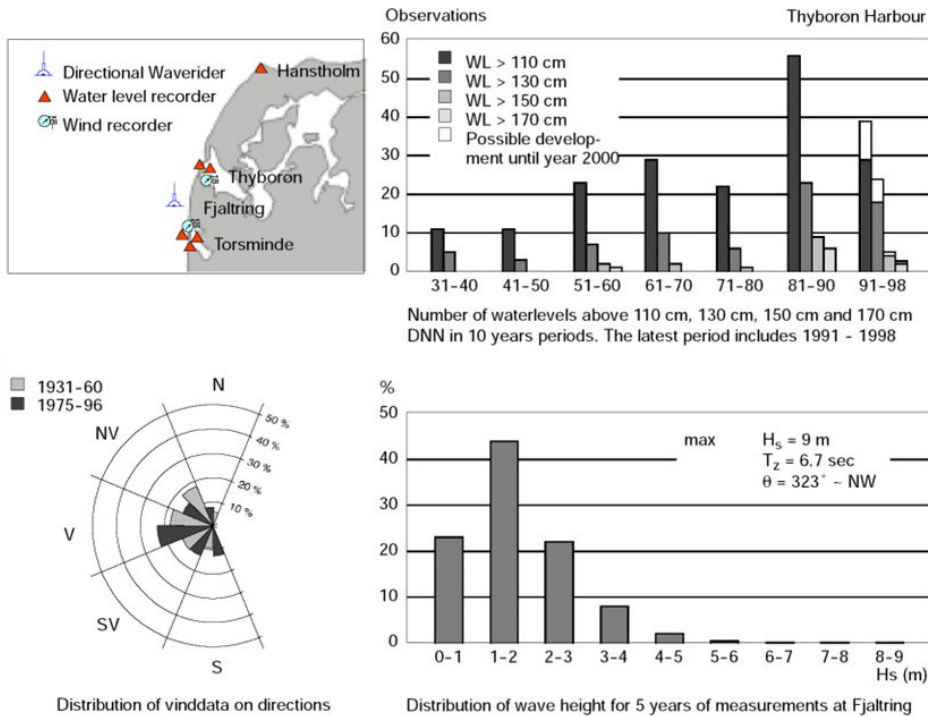 Directional Waverider
Water level recorder
Wind recorder
Hanstholm
Thyborøn
Fjaltring
Torsminde
Observations
Thyborøn Harbour
60
50
40
30
20
10
0
WL > 110 cm
WL > 130 cm
WL > 150 cm
WL > 170 cm
Possible develop-
ment until year 2000
31-40 41-50 51-60 61-70 71-80 81-90 91-98
Number of waterlevels above 110 cm, 130 cm, 150 cm and 170 cm
DNN in 10 years periods. The latest period includes 1991 - 1998
1931-60
1975-96
N
NV
V
SV
S
50 %
40 %
30 %
20 %
10 %
Distribution of vinddata on directions
%
50
40
30
20
10
0
max Hs = 9 m
Tz = 6.7 sec
θ = 323° ~ NW
0-1 1-2 2-3 3-4 4-5 5-6 6-7 7-8 8-9
Hs (m)
Distribution of wave height for 5 years of measurements at Fjaltring